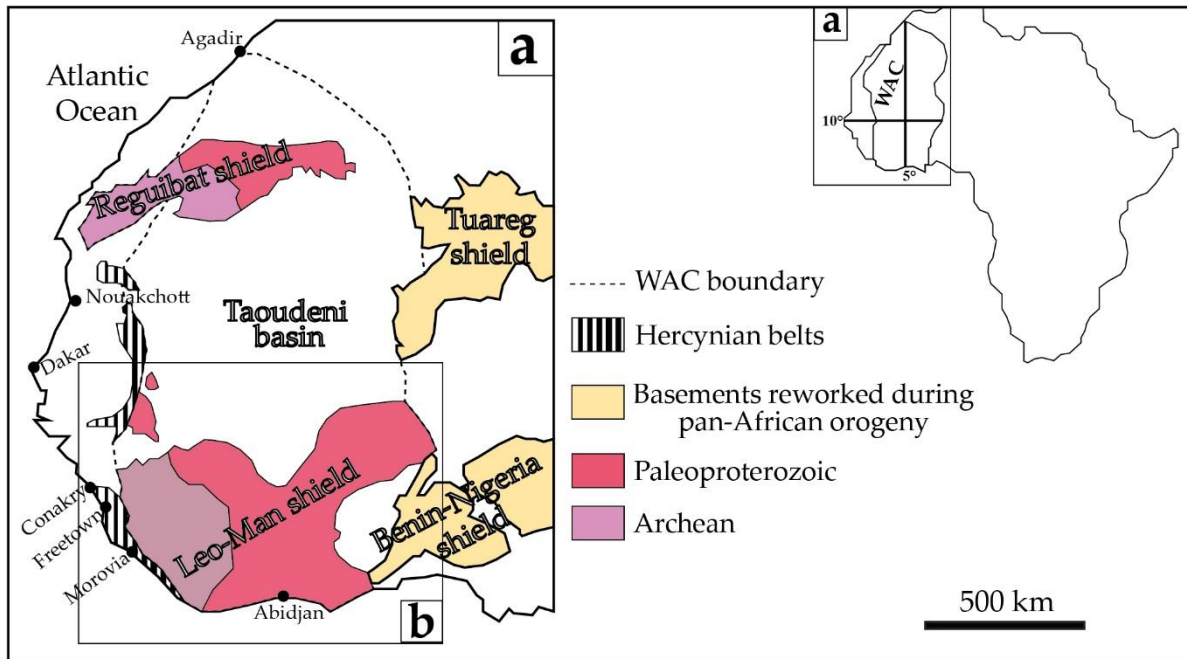 a
Agadir
Atlantic
Ocean
Reguibat shield
Tuareg
shield
Nouakchott
Taoudeni
basin
Dakar
Conakry
Freetown
Morovia
Leo-Man shield
Benin-Nigeria
shield
Abidjan
b
WAC boundary
Hercynian belts
Basements reworked during
pan-African orogeny
Paleoproterozoic
Archean
a
WAC
10°
5°
500 km